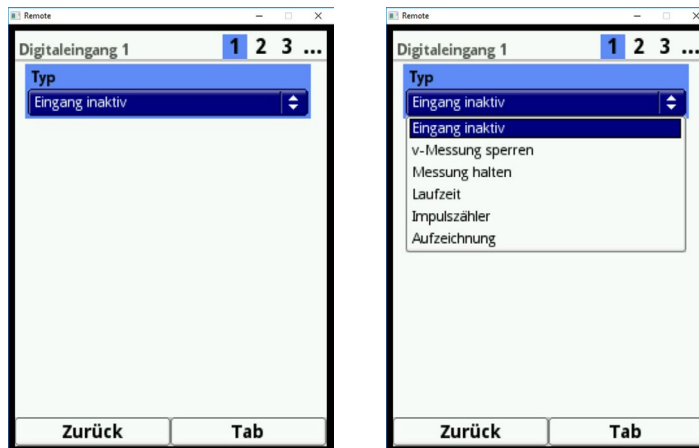 Remote
Digitaleingang 1 1 2 3 ...
Typ
Eingang inaktiv
Zurück Tab
Remote
Digitaleingang 1 1 2 3 ...
Typ
Eingang inaktiv
Eingang inaktiv
v-Messung sperren
Messung halten
Laufzeit
Impulszähler
Aufzeichnung
Zurück Tab